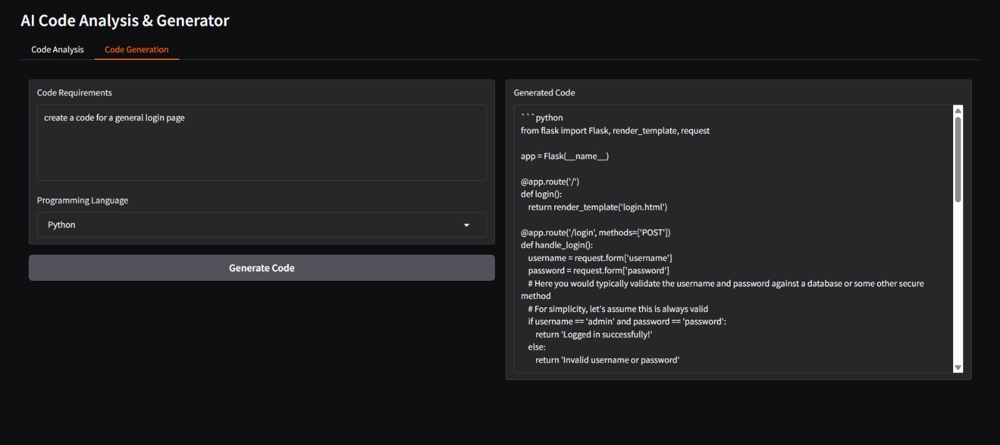 AI Code Analysis & Generator
Code Analysis
Code Generation
Code Requirements
create a code for a general login page
Programming Language
Python
Generate Code
Generated Code
```python
from flask import Flask, render_template, request
app = Flask(__name__)
@app.route('/')
def login():
    return render_template('login.html')
@app.route('/login', methods=['POST'])
def handle_login():
    username = request.form['username']
    password = request.form['password']
    # Here you would typically validate the username and password against a database or some other secure
method
    # For simplicity, let's assume this is always valid
    if username == 'admin' and password == 'password':
        return 'Logged in successfully!'
    else:
        return 'Invalid username or password'